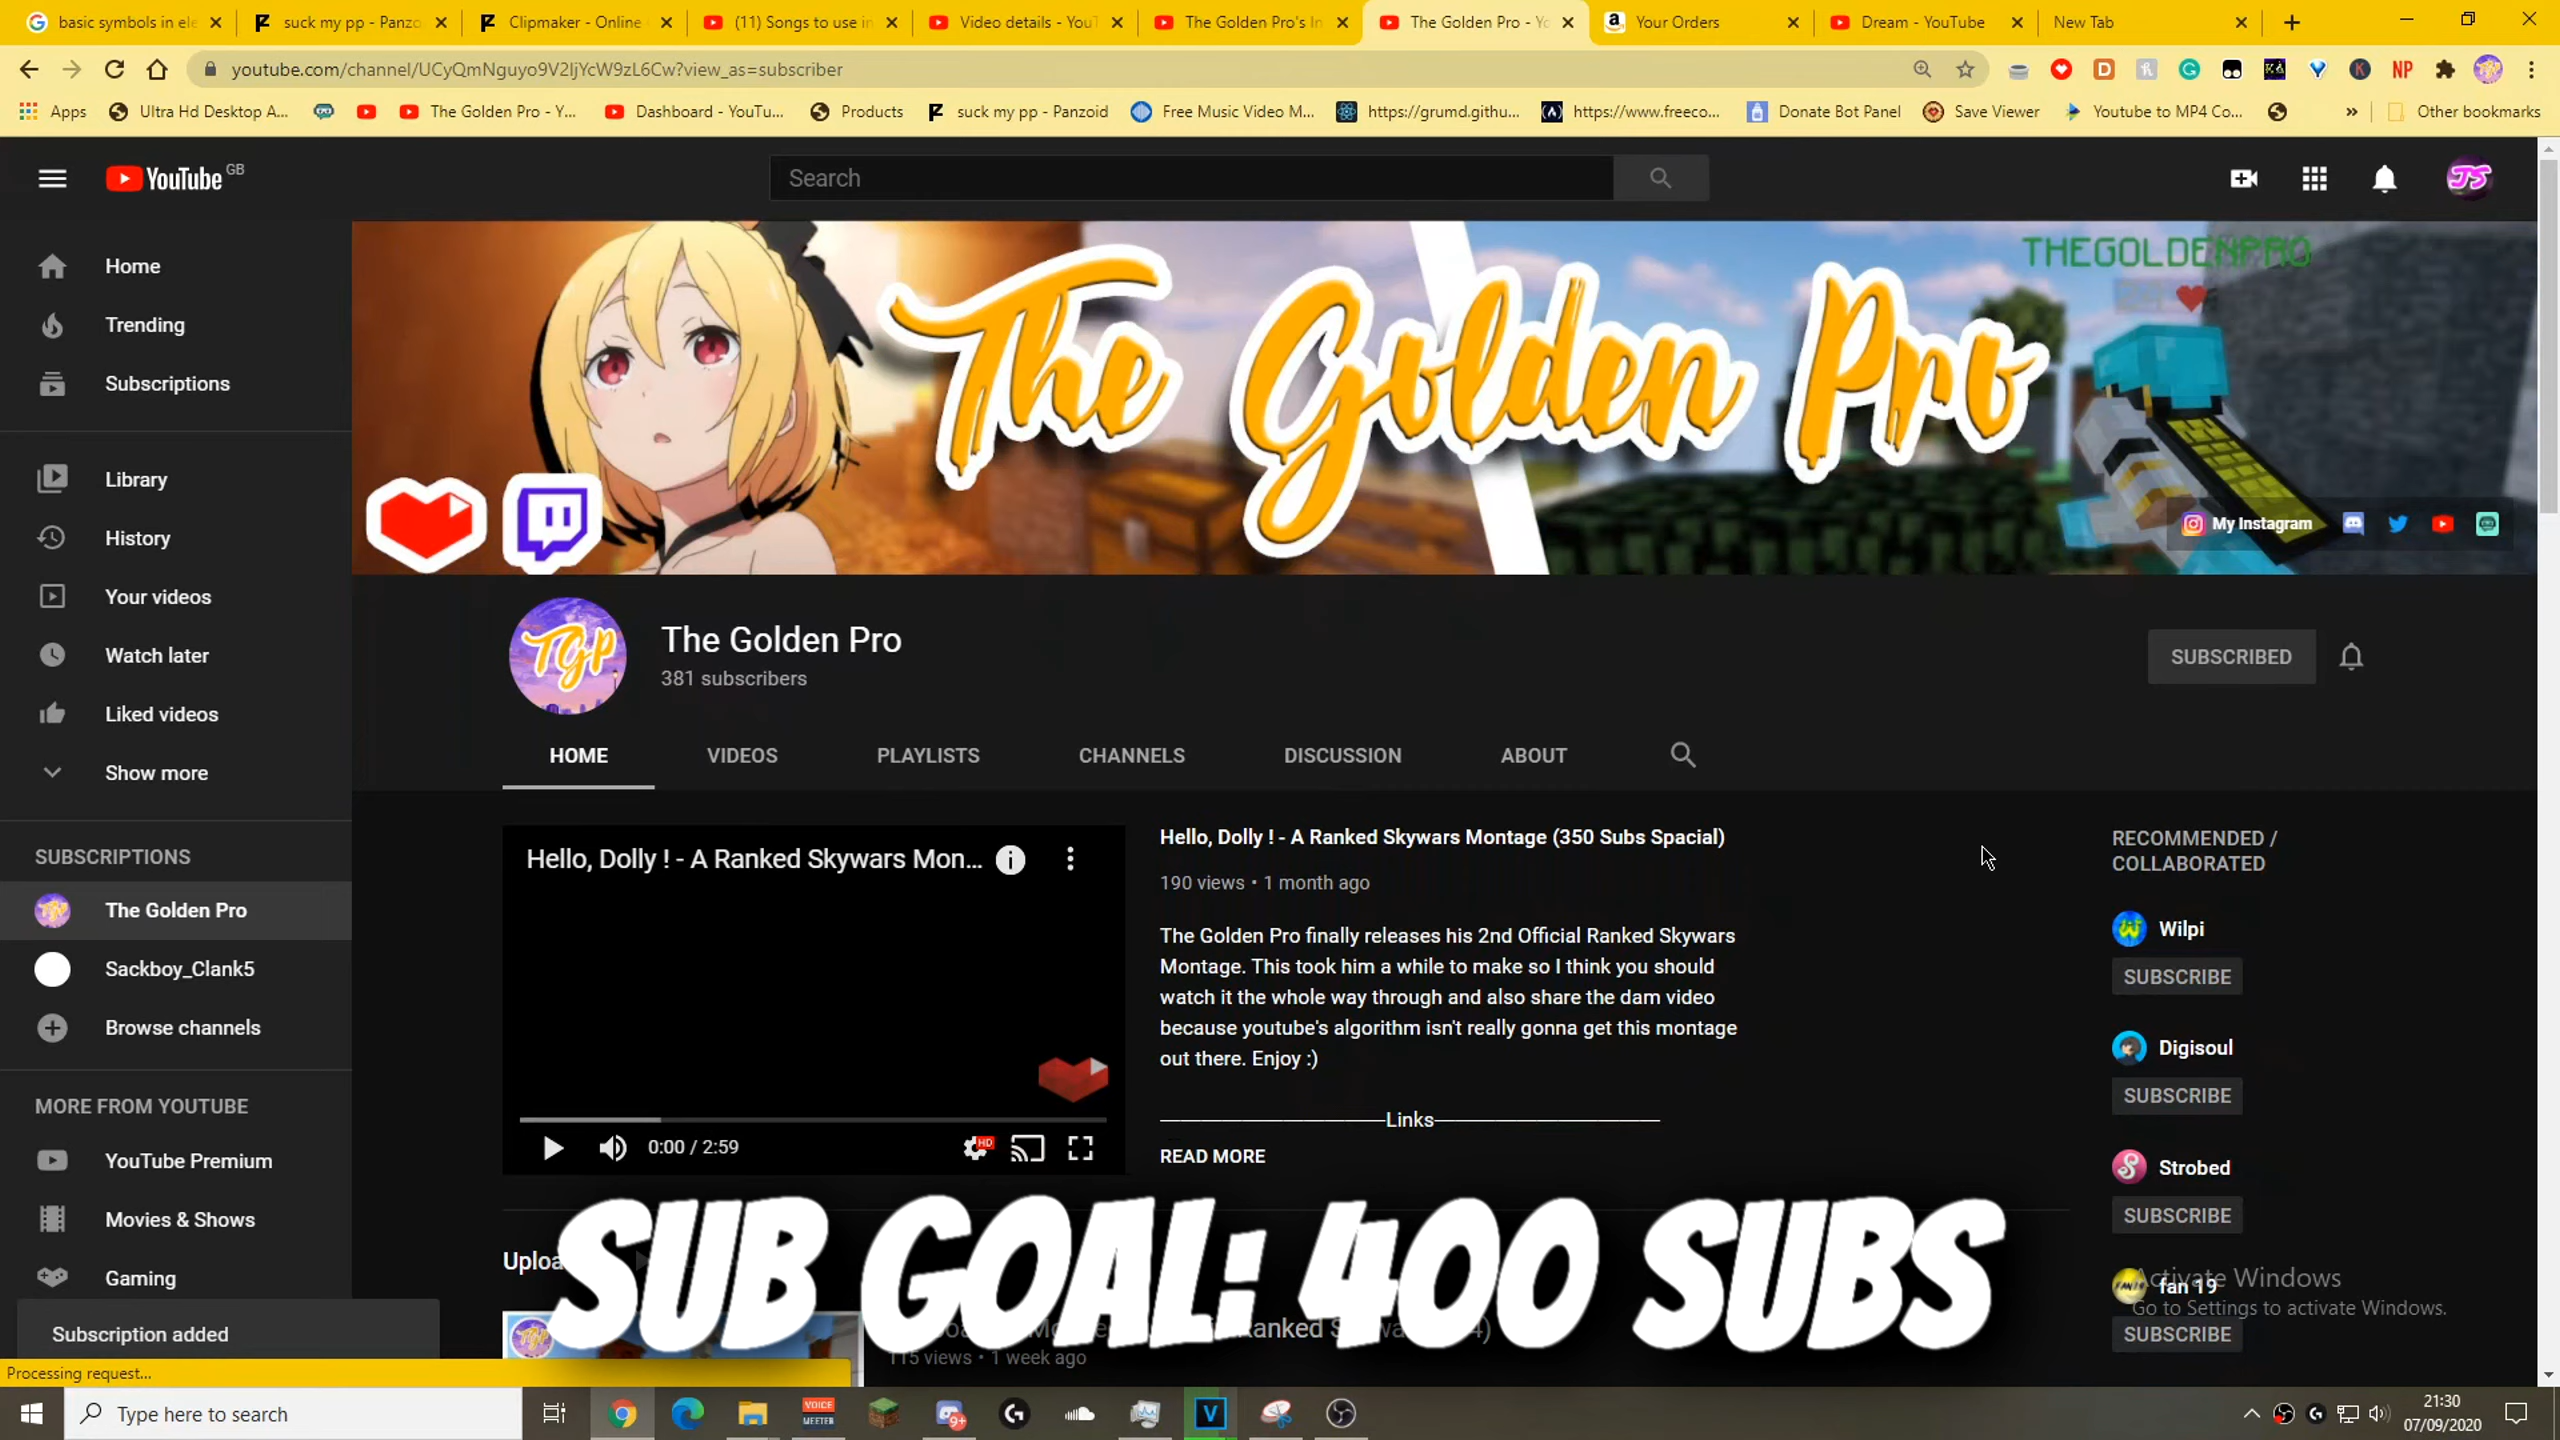 basic symbols in ele
suck my pp - Panzo
Clipmaker - Online
(11) Songs to use in
Video details - YouT
The Golden Pro's In
The Golden Pro - Yo
Your Orders
Dream - YouTube
New Tab
youtube.com/channel/UCyQmNguyo9V2IjYcW9zL6Cw?view_as=subscriber
NP
Apps
Ultra Hd Desktop A...
The Golden Pro - Y...
Dashboard - YouTu...
Products
suck my pp - Panzoid
Free Music Video M...
https://grumd.githu...
https://www.freeco...
Donate Bot Panel
Save Viewer
Youtube to MP4 Co...
»
Other bookmarks
YouTube GB
Search
JS
Home
Trending
Subscriptions
Library
History
Your videos
Watch later
Liked videos
Show more
SUBSCRIPTIONS
The Golden Pro
Sackboy_Clank5
Browse channels
MORE FROM YOUTUBE
YouTube Premium
Movies & Shows
Gaming
Subscription added
Processing request...
The Golden Pro
THEGOLDENPRO
24
My Instagram
TGP
The Golden Pro
381 subscribers
SUBSCRIBED
HOME
VIDEOS
PLAYLISTS
CHANNELS
DISCUSSION
ABOUT
Hello, Dolly ! - A Ranked Skywars Mon...
0:00 / 2:59
HD
Hello, Dolly ! - A Ranked Skywars Montage (350 Subs Spacial)
190 views • 1 month ago
The Golden Pro finally releases his 2nd Official Ranked Skywars
Montage. This took him a while to make so I think you should
watch it the whole way through and also share the dam video
because youtube's algorithm isn't really gonna get this montage
out there. Enjoy :)
———————————Links———————————
READ MORE
RECOMMENDED /
COLLABORATED
Wilpi
SUBSCRIBE
Digisoul
SUBSCRIBE
Strobed
SUBSCRIBE
fan 19
SUBSCRIBE
Activate Windows
Go to Settings to activate Windows.
SUB GOAL: 400 SUBS
115 views • 1 week ago
Type here to search
VOICE
MEETER
9+
V
21:30
07/09/2020